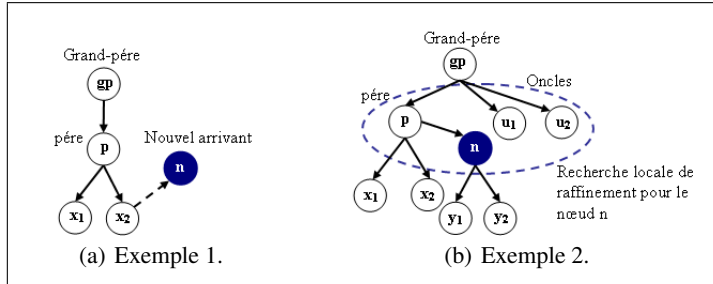 Grand-pére
gp
pére
p
Nouvel arrivant
n
x1
x2
(a) Exemple 1.
Grand-pére
gp
Oncles
pére
p
u1
u2
n
x1
x2
y1
y2
Recherche locale de
raffinement pour le
nœud n
(b) Exemple 2.